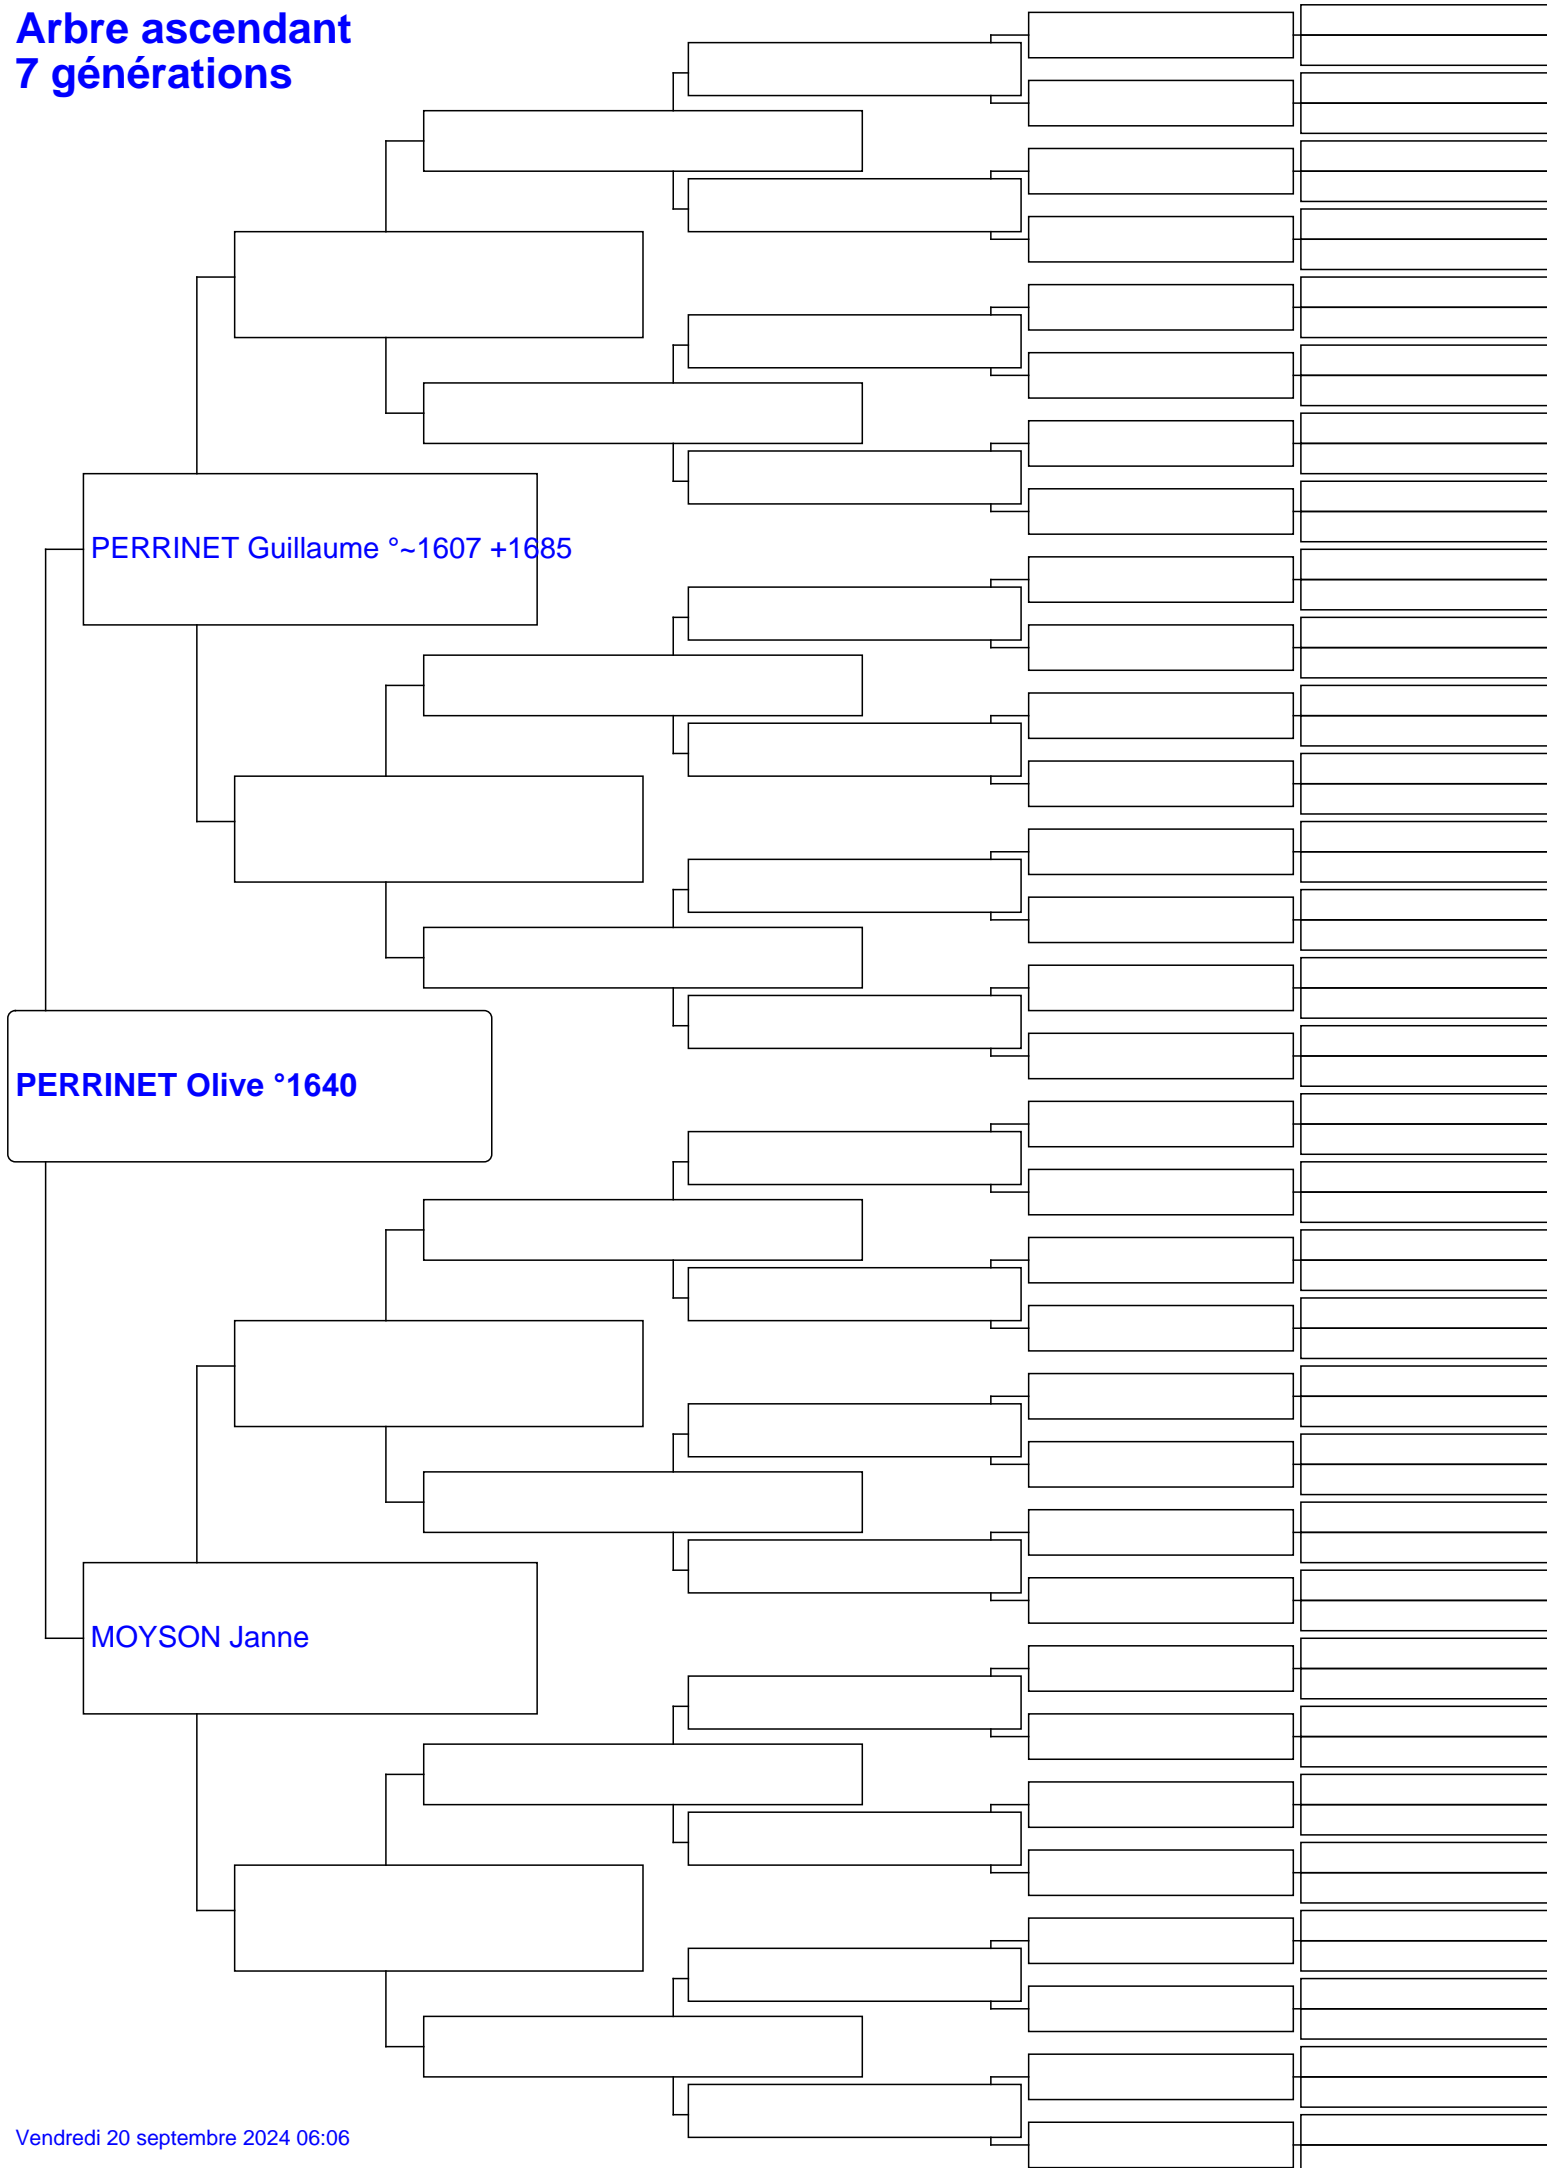 Arbre ascendant
7 générations
PERRINET Guillaume °~1607 +1685
PERRINET Olive °1640
MOYSON Janne
Vendredi 20 septembre 2024 06:06